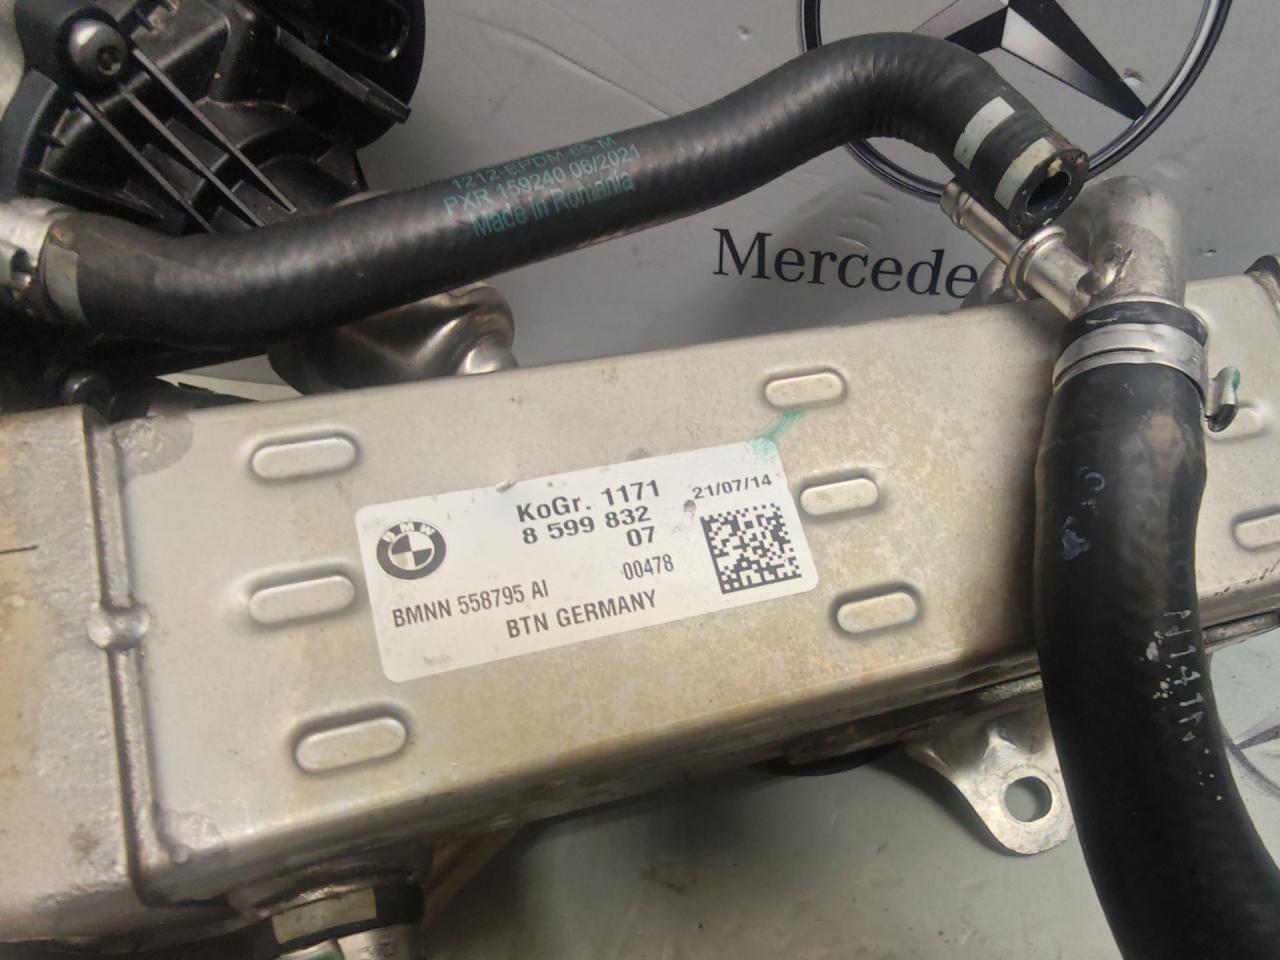 1212-EPDM-65-M
PXR 159240 06/2021
Made in Romania
Mercede
KoGr. 1171
21/07/14
8 599 832
07
BMW
BMNN 558795 AI
00478
BTN GERMANY